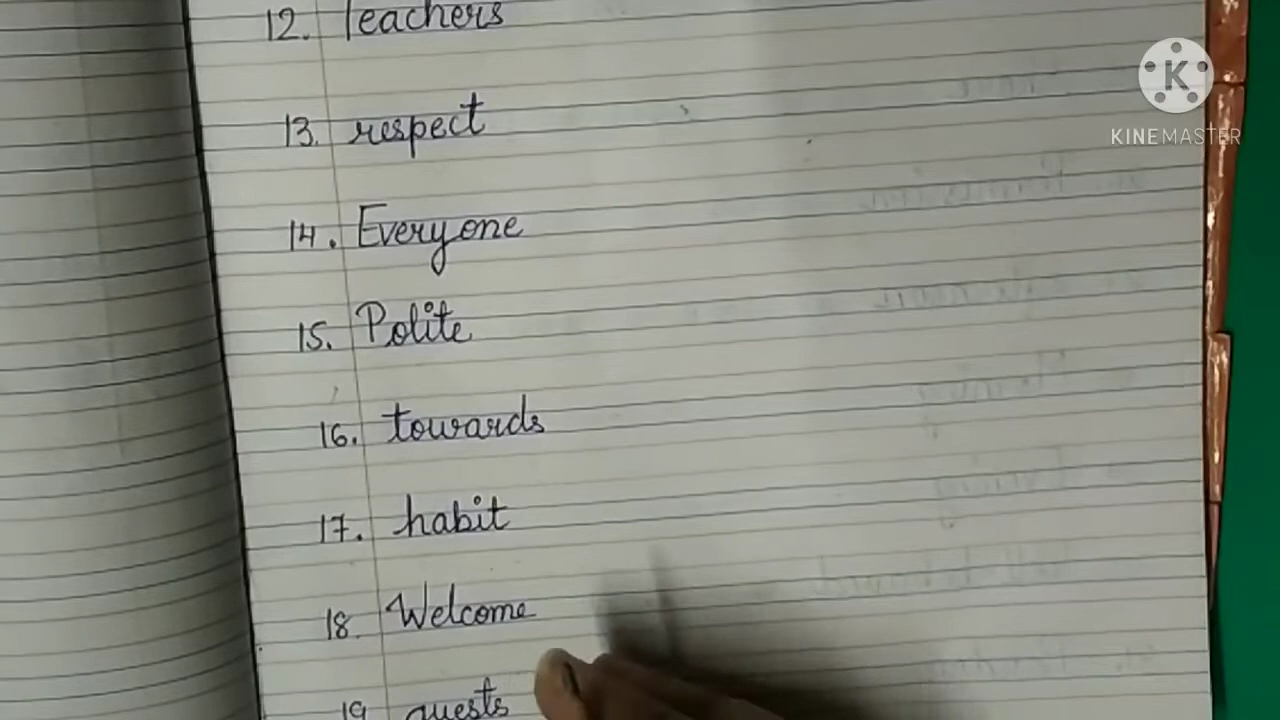 12. Teachers
13. respect
14. Everyone
15. Polite
16. towards
17. habit
18. Welcome
19 guests
K
KINEMASTER